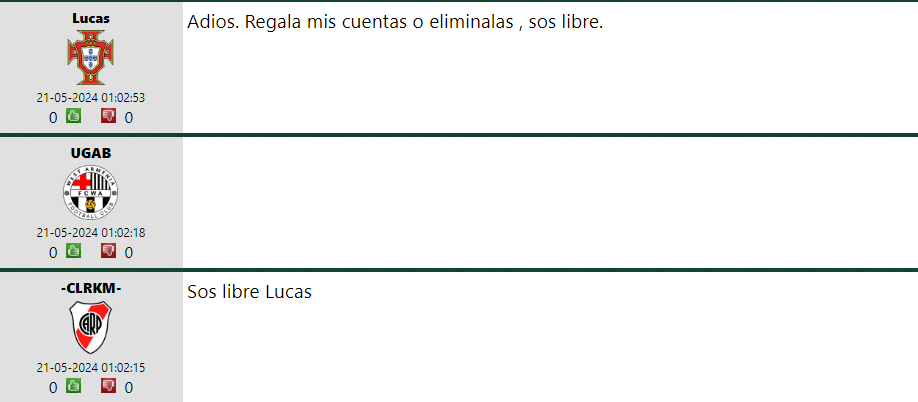 Lucas
Adios. Regala mis cuentas o eliminalas , sos libre.
21-05-2024 01:02:53
0 0
UGAB
WEST ARMENIA
FCWA
FOOTBALL CLUB
21-05-2024 01:02:18
0 0
-CLRKM-
Sos libre Lucas
CARP
21-05-2024 01:02:15
0 0